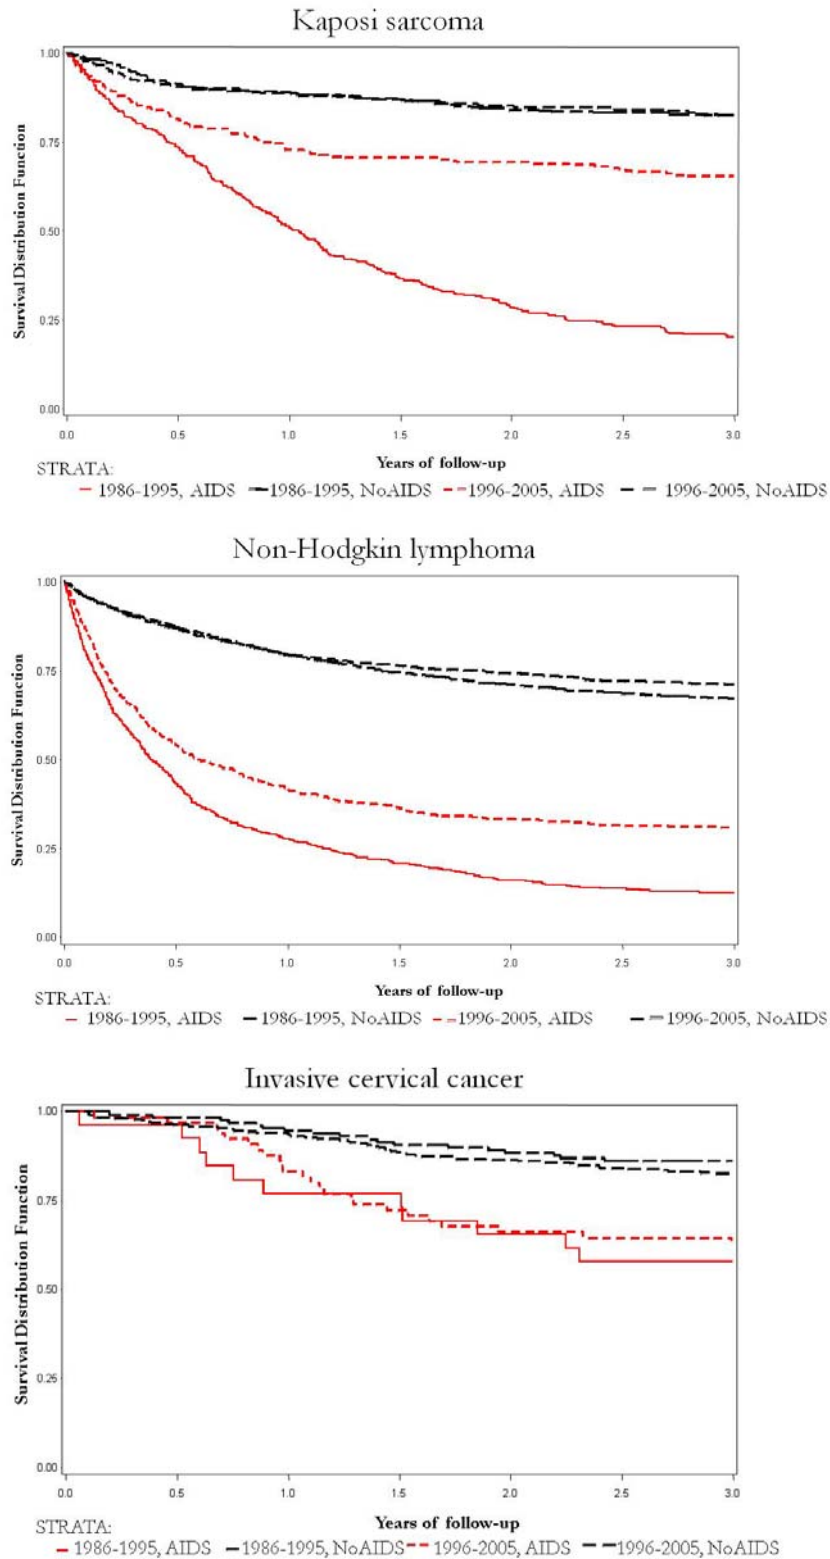 Kaposi sarcoma
1.00
0.75
0.50
0.25
0.00
Survival Distribution Function
0.0 0.5 1.0 1.5 2.0 2.5 3.0
Years of follow-up
STRATA:
1986-1995, AIDS 1986-1995, NoAIDS 1996-2005, AIDS 1996-2005, NoAIDS
Non-Hodgkin lymphoma
1.00
0.75
0.50
0.25
0.00
Survival Distribution Function
0.0 0.5 1.0 1.5 2.0 2.5 3.0
Years of follow-up
STRATA:
1986-1995, AIDS 1986-1995, NoAIDS 1996-2005, AIDS 1996-2005, NoAIDS
Invasive cervical cancer
1.00
0.75
0.50
0.25
0.00
Survival Distribution Function
0.0 0.5 1.0 1.5 2.0 2.5 3.0
Years of follow-up
STRATA:
1986-1995, AIDS 1986-1995, NoAIDS 1996-2005, AIDS 1996-2005, NoAIDS